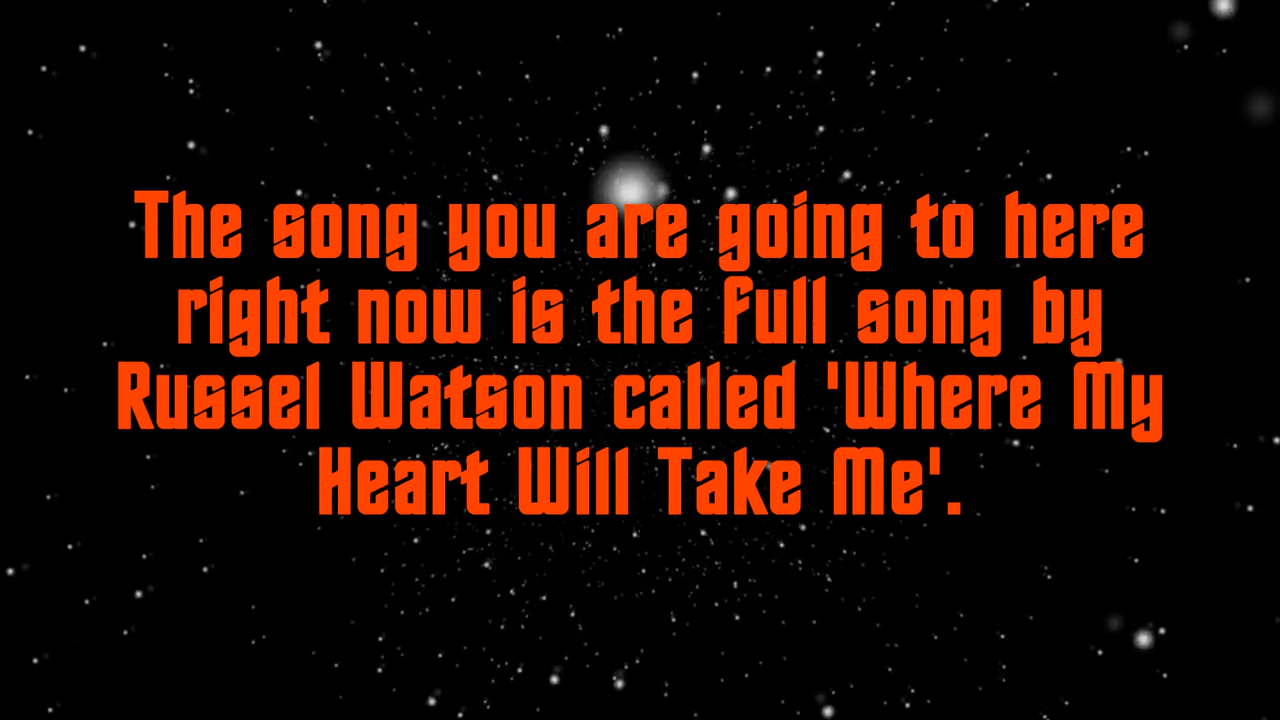 The song you are going to here
right now is the full song by
Russel Watson called 'Where My
Heart Will Take Me'.